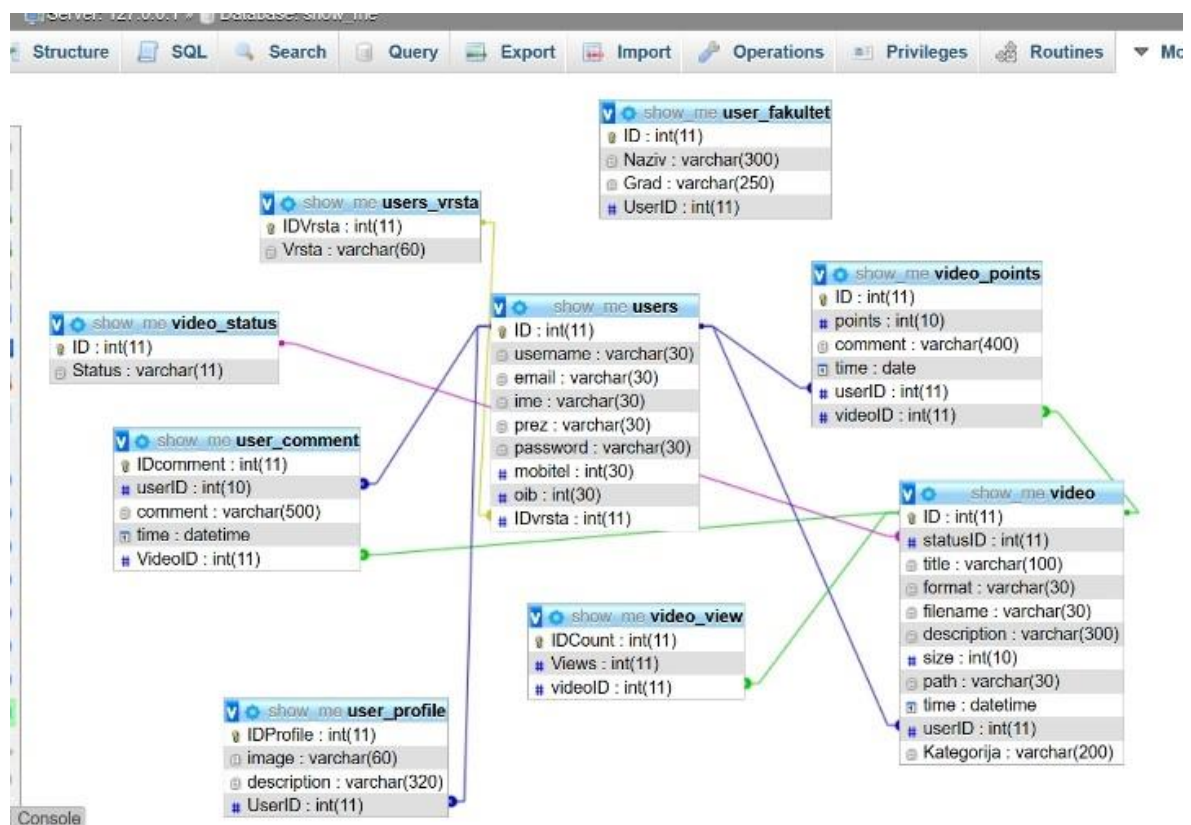 Server: 127.0.0.1 » Database: show_me
Structure SQL Search Query Export Import Operations Privileges Routines Mo
show_me user_fakultet
ID : int(11)
Naziv : varchar(300)
Grad : varchar(250)
UserID : int(11)
show_me users_vrsta
IDVrsta : int(11)
Vrsta : varchar(60)
show_me video_points
ID : int(11)
points : int(10)
comment : varchar(400)
time : date
userID : int(11)
videoID : int(11)
show_me users
ID : int(11)
username : varchar(30)
email : varchar(30)
ime : varchar(30)
prez : varchar(30)
password : varchar(30)
mobitel : int(30)
oib : int(30)
IDvrsta : int(11)
show_me video_status
ID : int(11)
Status : varchar(11)
show_me user_comment
IDcomment : int(11)
userID : int(10)
comment : varchar(500)
time : datetime
VideoID : int(11)
show_me video
ID : int(11)
statusID : int(11)
title : varchar(100)
format : varchar(30)
filename : varchar(30)
description : varchar(300)
size : int(10)
path : varchar(30)
time : datetime
userID : int(11)
Kategorija : varchar(200)
show_me video_view
IDCount : int(11)
Views : int(11)
videoID : int(11)
show_me user_profile
IDProfile : int(11)
image : varchar(60)
description : varchar(320)
UserID : int(11)
Console